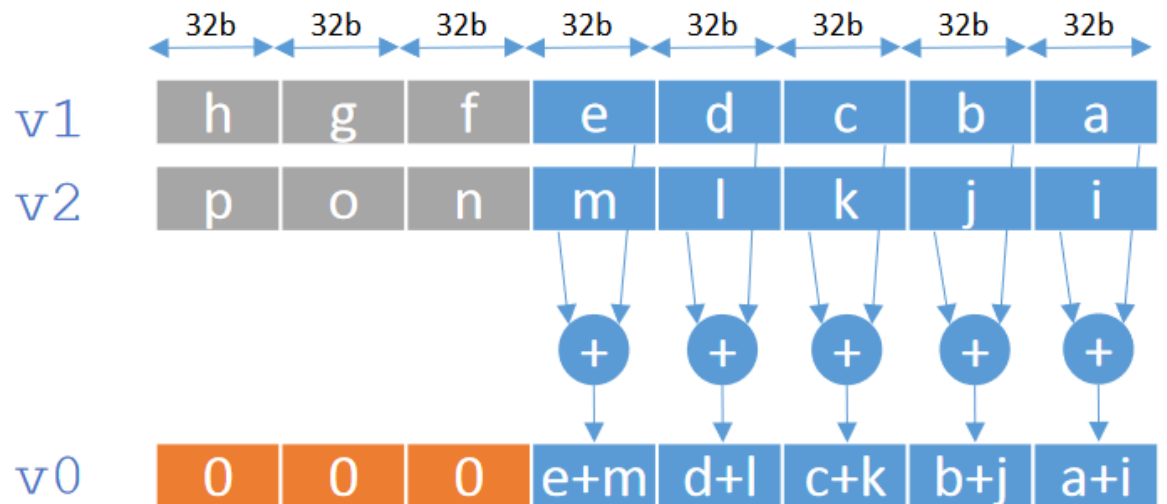 32b 32b 32b 32b 32b 32b 32b 32b
v1 h g f e d c b a
v2 p o n m l k j i
+ + + + +
v0 0 0 0 e+m d+l c+k b+j a+i